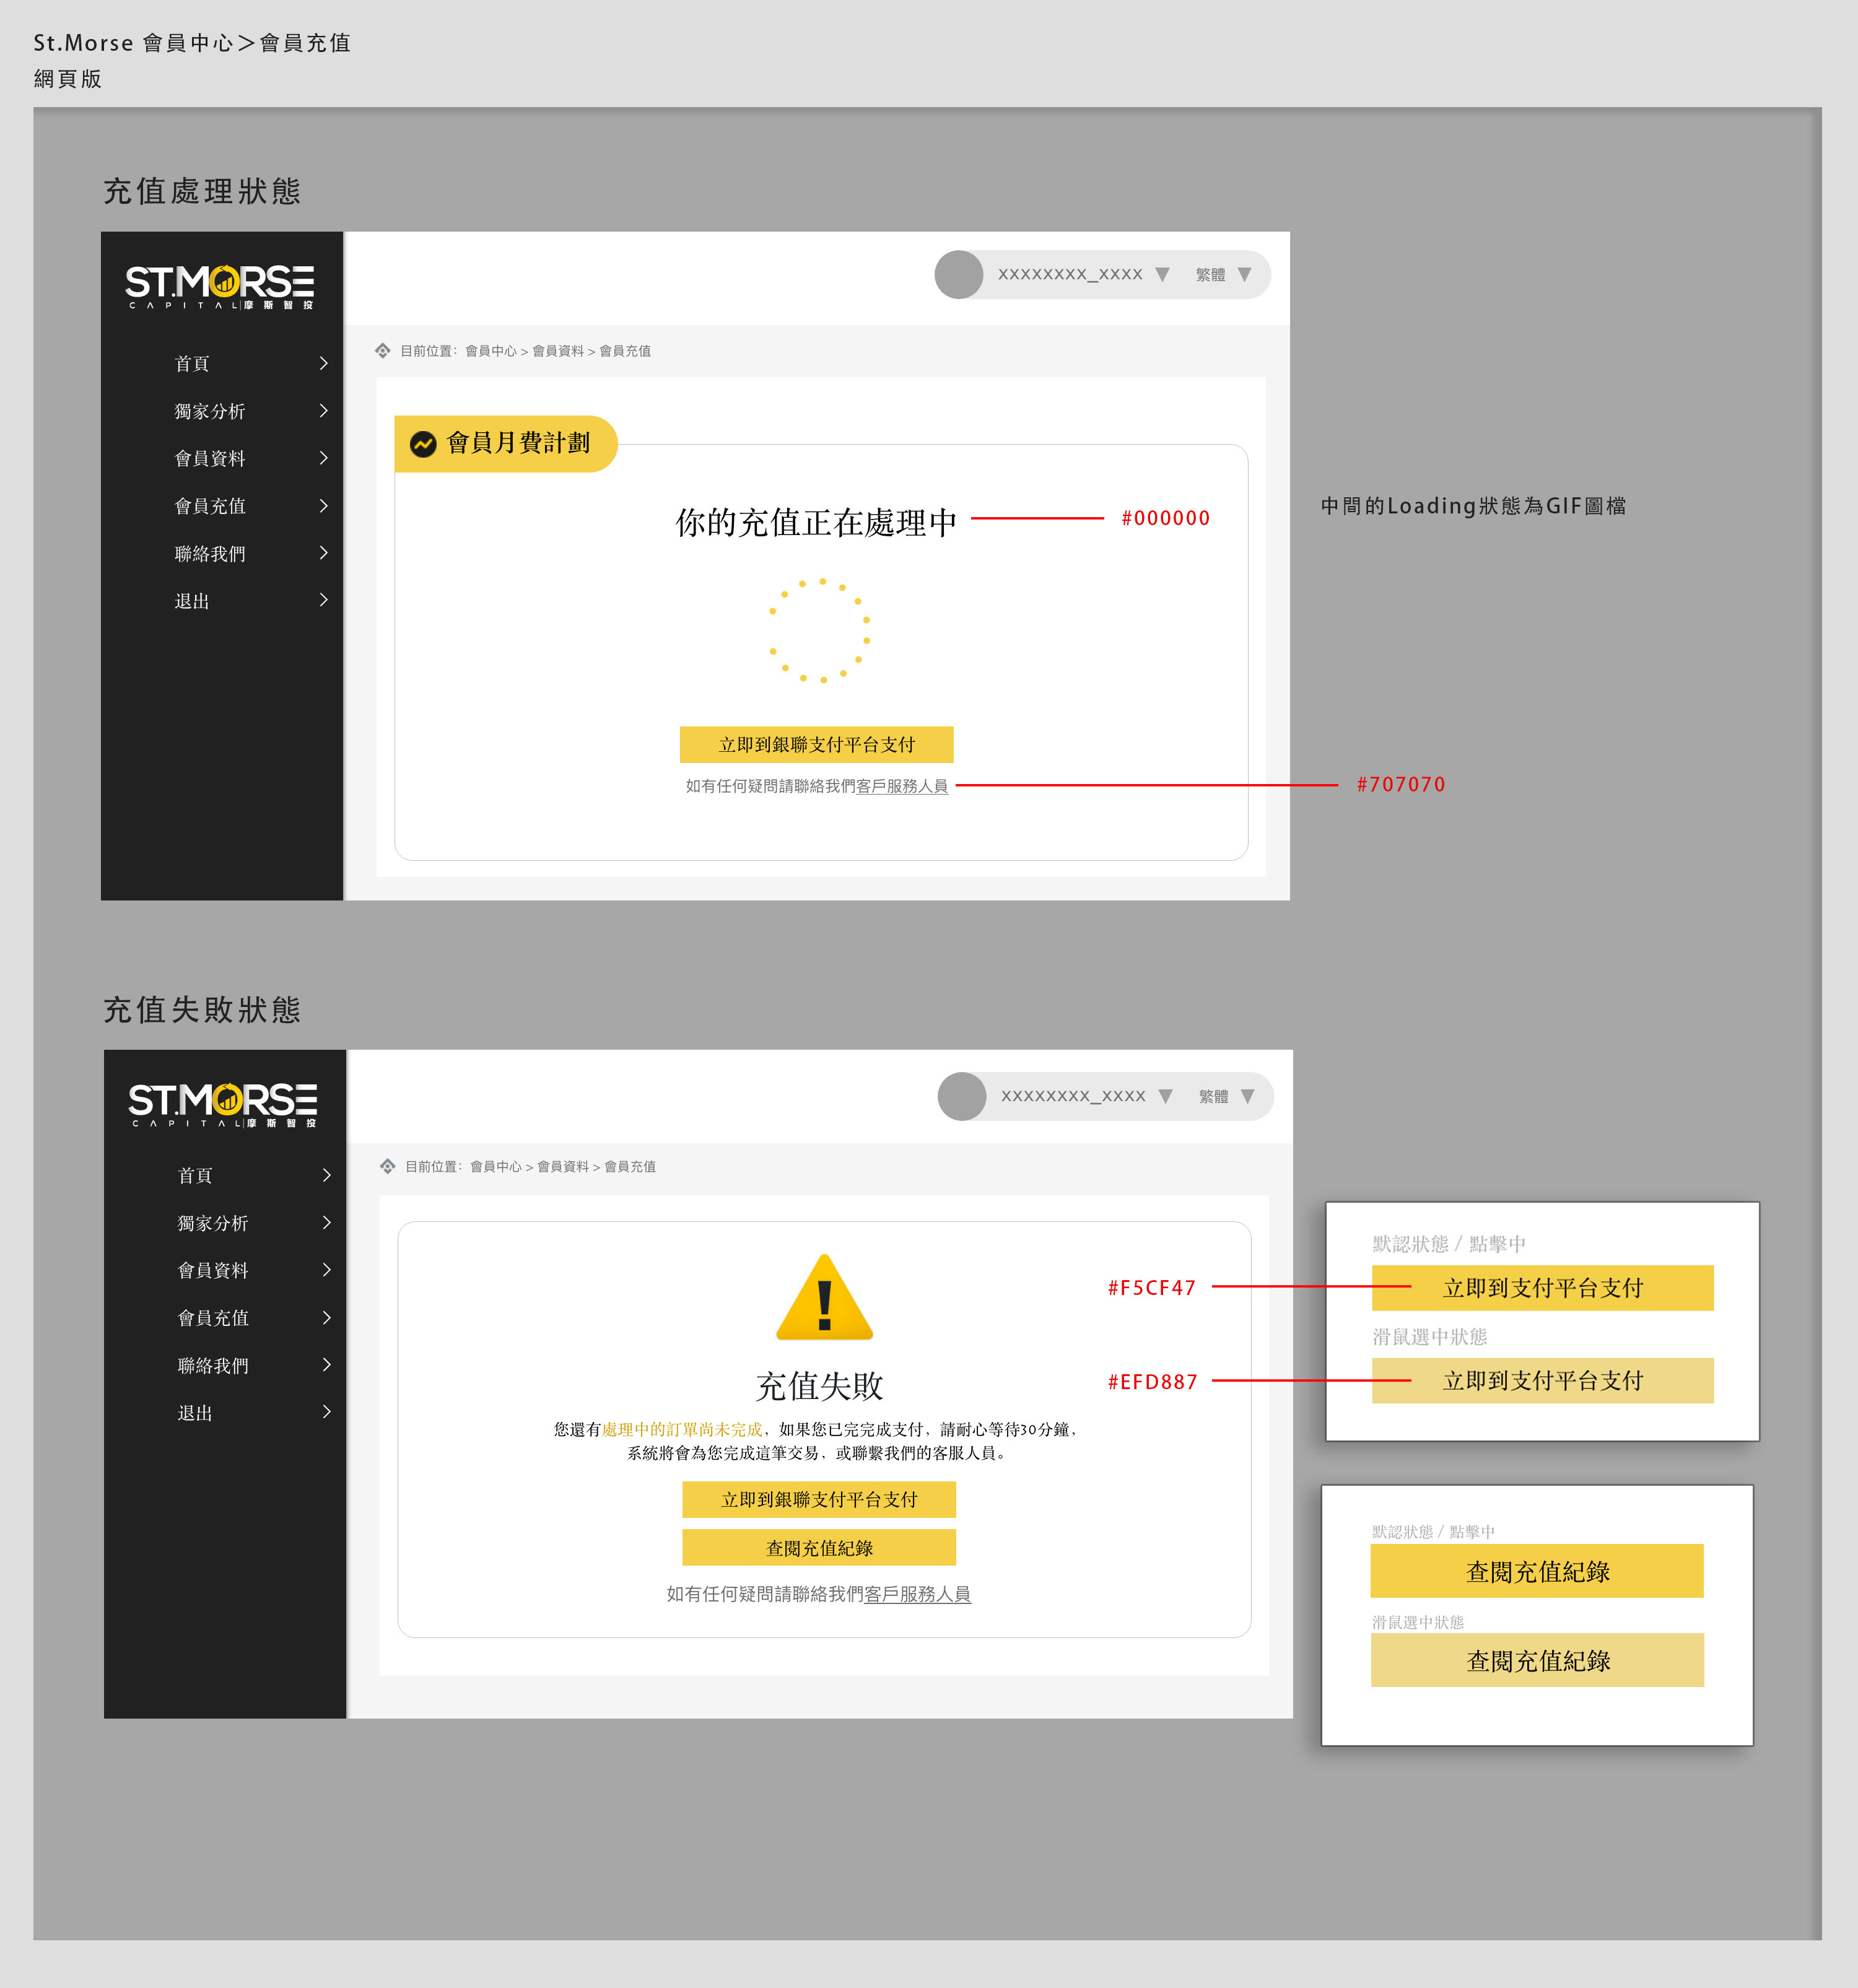 St.Morse 會員中心＞會員充值
網頁版
充值處理狀態
ST.MORSE
CAPITAL|摩斯智投
首頁
獨家分析
會員資料
會員充值
聯絡我們
退出
xxxxxxxx_xxxx ▼ 繁體 ▼
目前位置：會員中心 > 會員資料 > 會員充值
會員月費計劃
你的充值正在處理中
#000000
中間的Loading狀態為GIF圖檔
立即到銀聯支付平台支付
如有任何疑問請聯絡我們客戶服務人員
#707070
充值失敗狀態
ST.MORSE
CAPITAL|摩斯智投
首頁
獨家分析
會員資料
會員充值
聯絡我們
退出
xxxxxxxx_xxxx ▼ 繁體 ▼
目前位置：會員中心 > 會員資料 > 會員充值
充值失敗
您還有處理中的訂單尚未完成，如果您已完完成支付，請耐心等待30分鐘，
系統將會為您完成這筆交易，或聯繫我們的客服人員。
立即到銀聯支付平台支付
查閱充值紀錄
如有任何疑問請聯絡我們客戶服務人員
默認狀態 / 點擊中
#F5CF47
立即到支付平台支付
滑鼠選中狀態
#EFD887
立即到支付平台支付
默認狀態 / 點擊中
查閱充值紀錄
滑鼠選中狀態
查閱充值紀錄